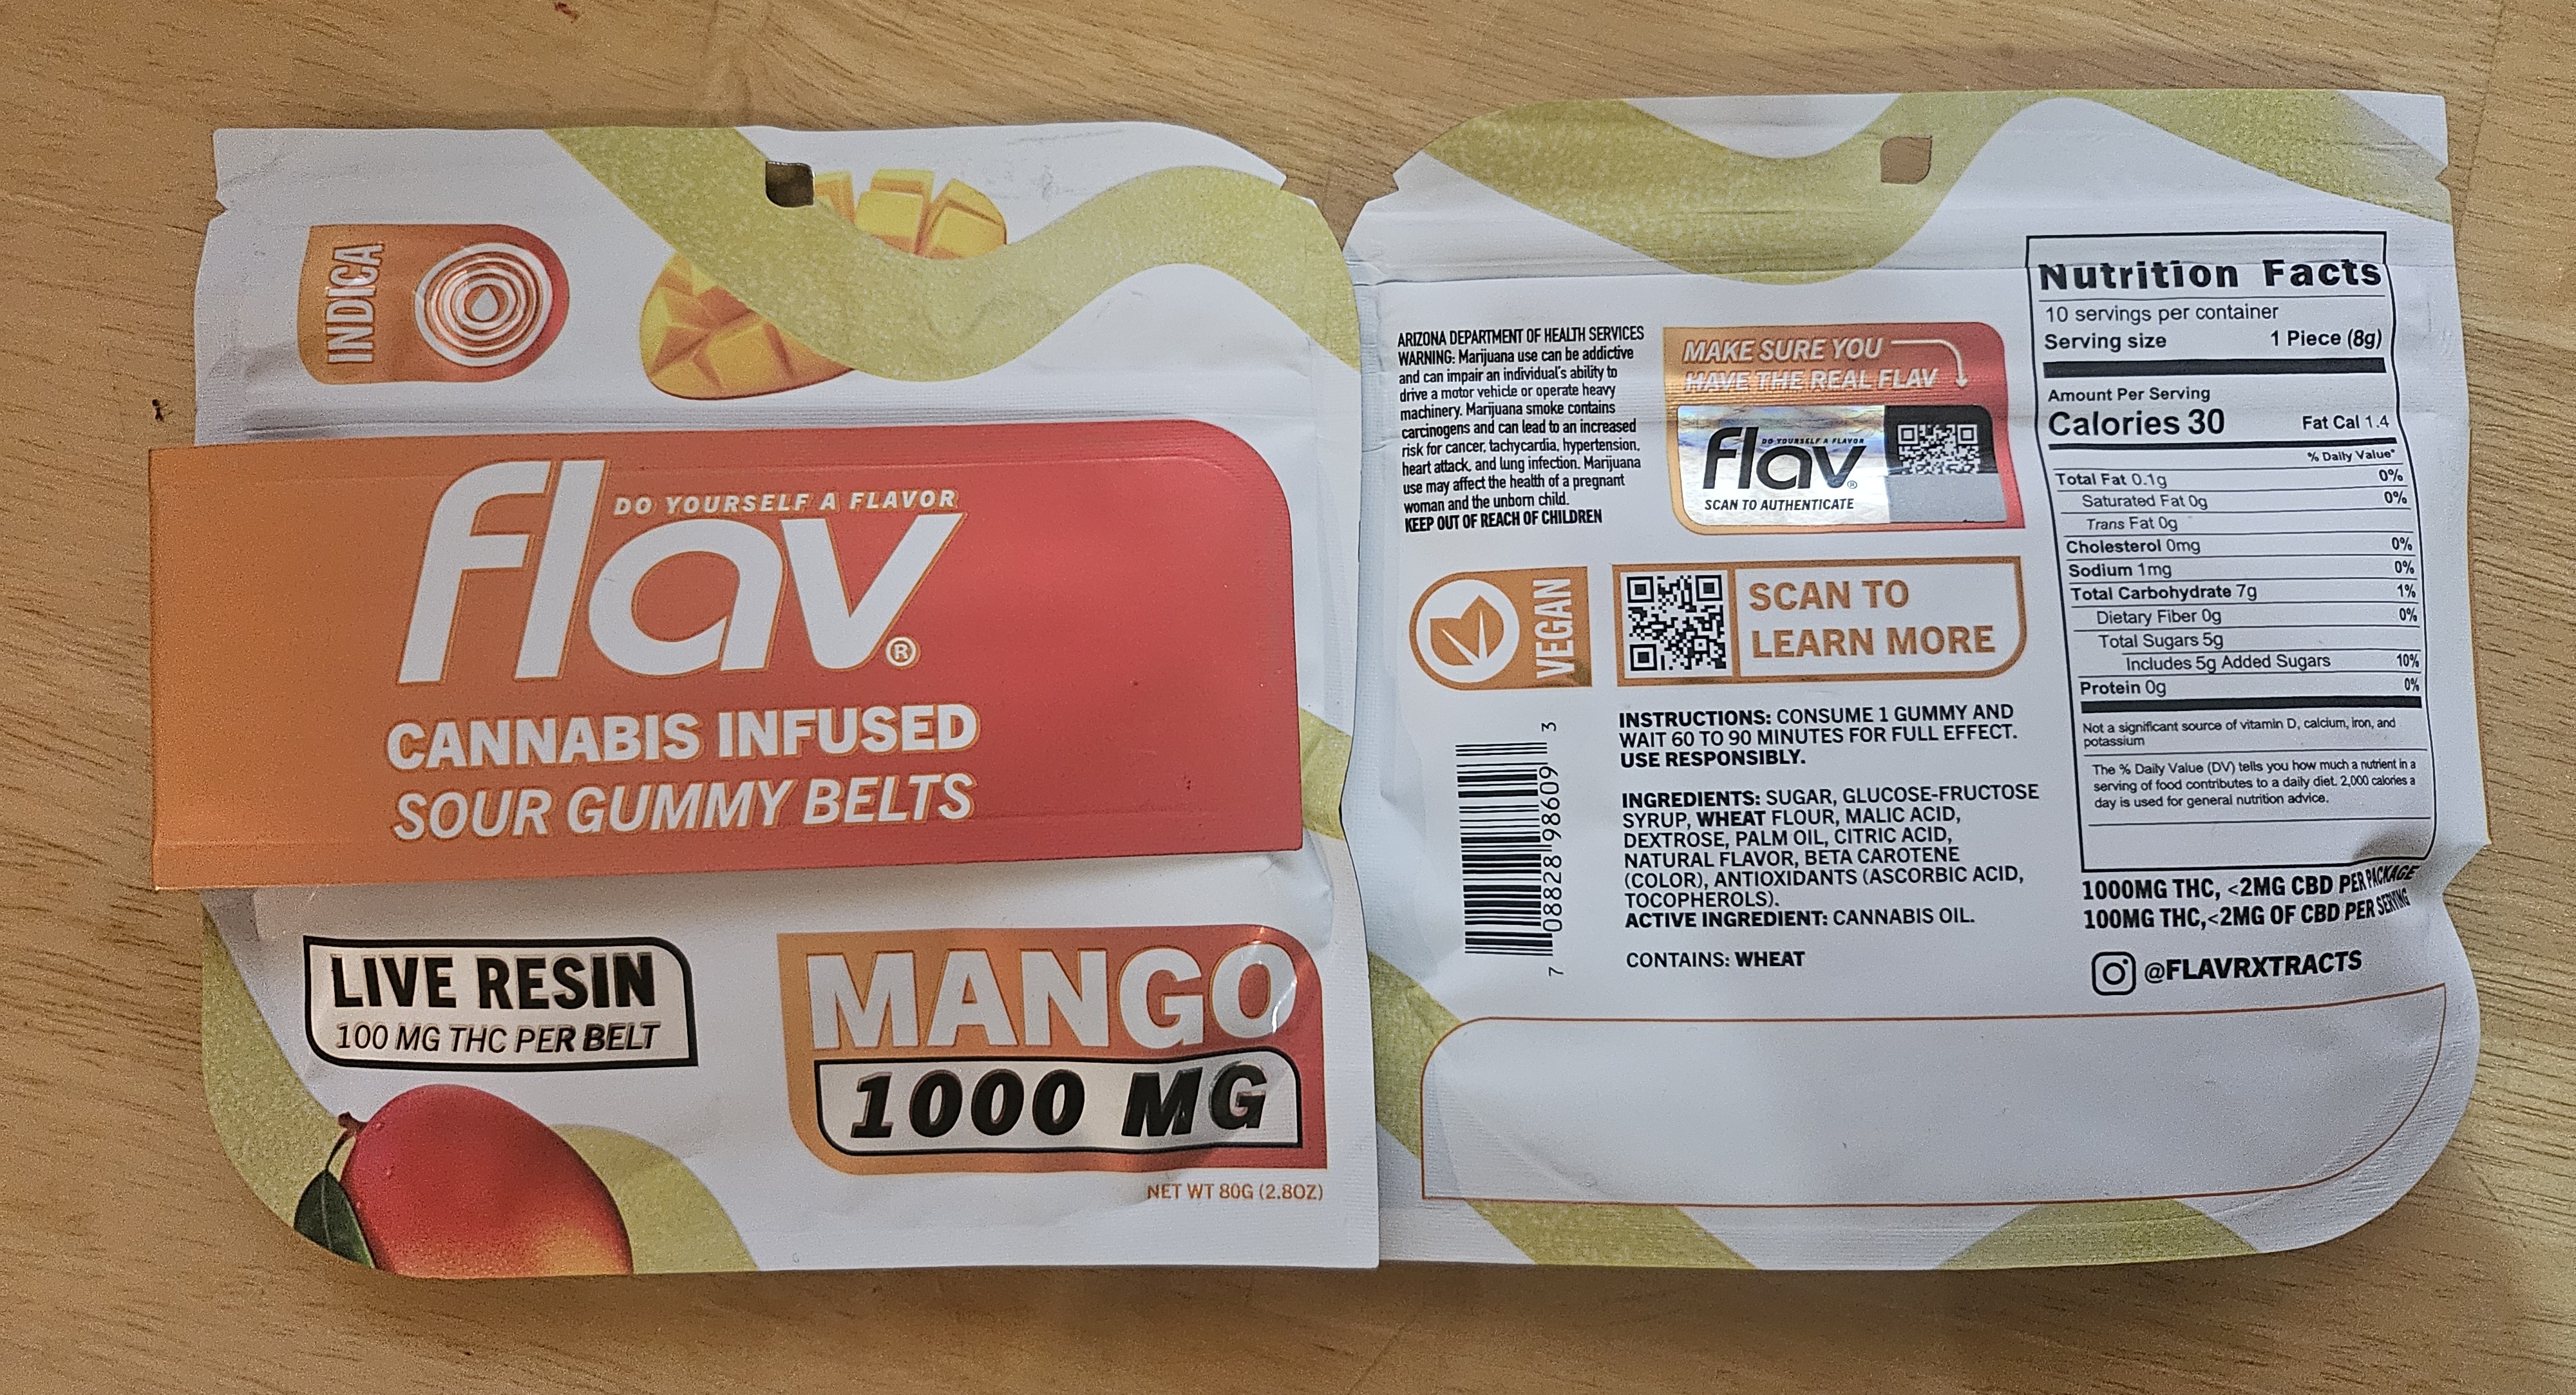 INDICA
DO YOURSELF A FLAVOR
flav®
CANNABIS INFUSED
SOUR GUMMY BELTS
LIVE RESIN
100 MG THC PER BELT
MANGO
1000 MG
NET WT 80G (2.8OZ)
ARIZONA DEPARTMENT OF HEALTH SERVICES
WARNING: Marijuana use can be addictive
and can impair an individual's ability to
drive a motor vehicle or operate heavy
machinery. Marijuana smoke contains
carcinogens and can lead to an increased
risk for cancer, tachycardia, hypertension,
heart attack, and lung infection. Marijuana
use may affect the health of a pregnant
woman and the unborn child.
KEEP OUT OF REACH OF CHILDREN
MAKE SURE YOU
HAVE THE REAL FLAV
DO YOURSELF A FLAVOR
flav®
SCAN TO AUTHENTICATE
VEGAN
SCAN TO
LEARN MORE
7 08828 98609 3
INSTRUCTIONS: CONSUME 1 GUMMY AND
WAIT 60 TO 90 MINUTES FOR FULL EFFECT.
USE RESPONSIBLY.
INGREDIENTS: SUGAR, GLUCOSE-FRUCTOSE
SYRUP, WHEAT FLOUR, MALIC ACID,
DEXTROSE, PALM OIL, CITRIC ACID,
NATURAL FLAVOR, BETA CAROTENE
(COLOR), ANTIOXIDANTS (ASCORBIC ACID,
TOCOPHEROLS).
ACTIVE INGREDIENT: CANNABIS OIL.
CONTAINS: WHEAT
Nutrition Facts
10 servings per container
Serving size 1 Piece (8g)
Amount Per Serving
Calories 30 Fat Cal 1.4
% Daily Value*
Total Fat 0.1g 0%
Saturated Fat 0g 0%
Trans Fat 0g
Cholesterol 0mg 0%
Sodium 1mg 0%
Total Carbohydrate 7g 1%
Dietary Fiber 0g 0%
Total Sugars 5g
Includes 5g Added Sugars 10%
Protein 0g 0%
Not a significant source of vitamin D, calcium, iron, and
potassium
The % Daily Value (DV) tells you how much a nutrient in a
serving of food contributes to a daily diet. 2,000 calories a
day is used for general nutrition advice.
1000MG THC, <2MG CBD PER PACKAGE
100MG THC,<2MG OF CBD PER SERVING
@FLAVRXTRACTS